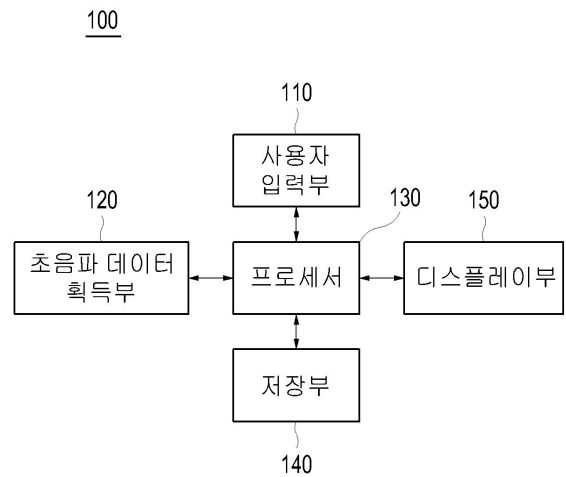 100
110
사용자
입력부
120
130
150
초음파 데이터
획득부
프로세서
디스플레이부
저장부
140